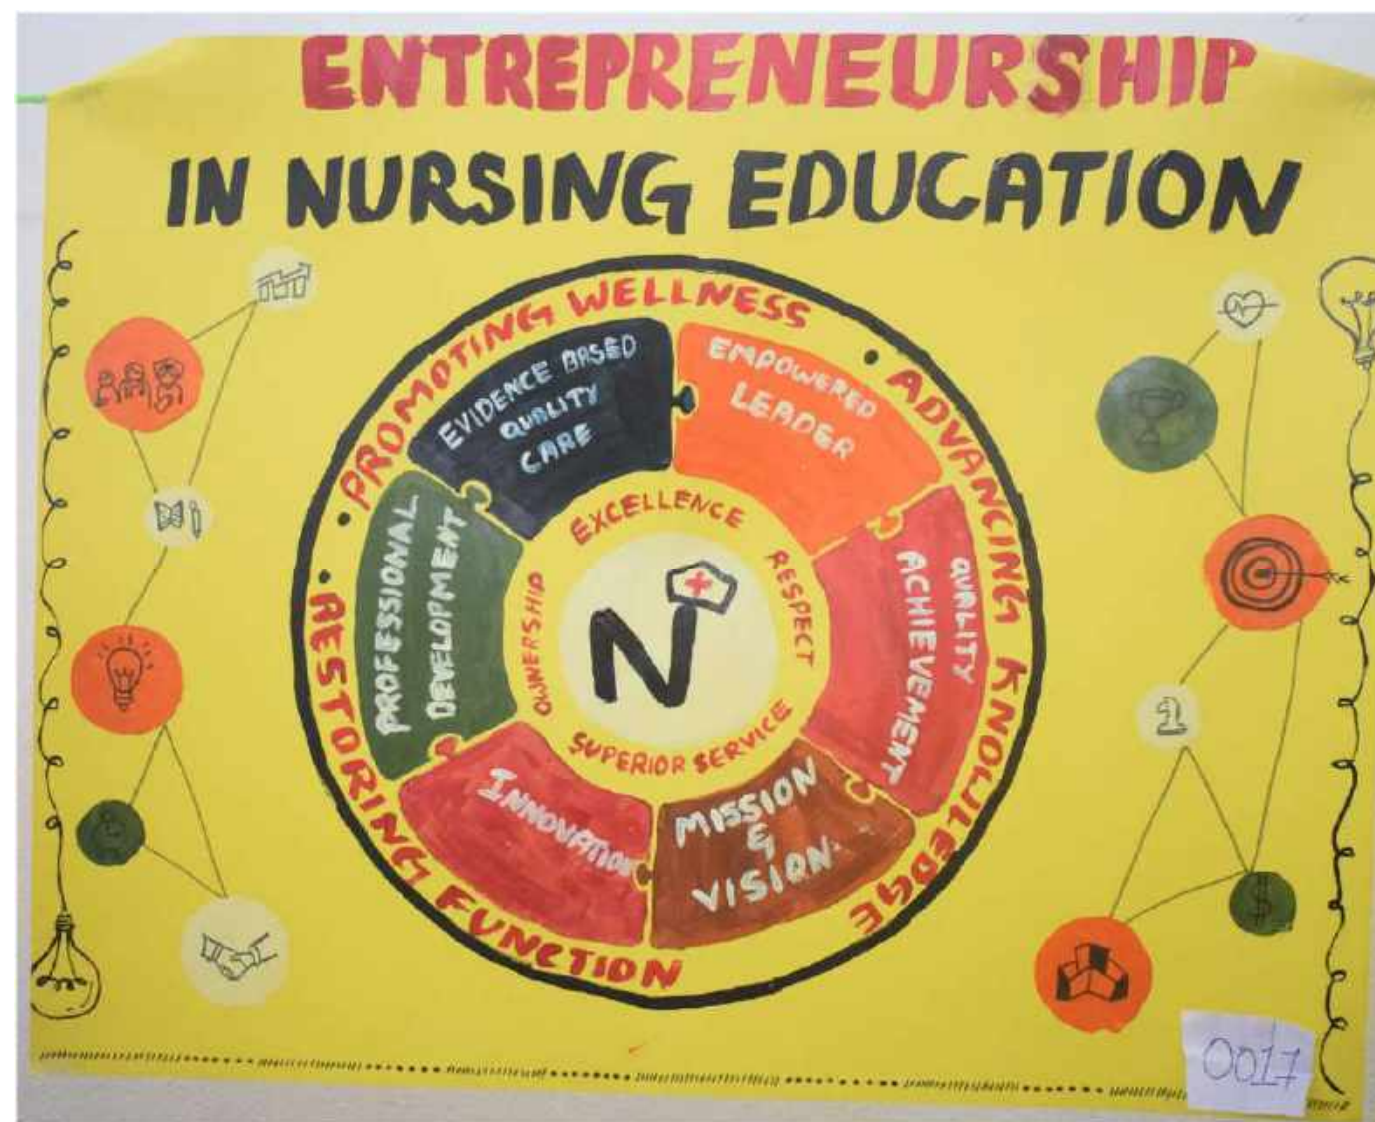 ENTREPRENEURSHIP
IN NURSING EDUCATION
PROMOTING WELLNESS
ADVANCING KNOWLEDGE
RESTORING FUNCTION
EVIDENCE BASED
QUALITY
CARE
EMPOWERED
LEADER
QUALITY
ACHIEVEMENT
MISSION
&
VISION
INNOVATION
PROFESSIONAL
DEVELOPMENT
EXCELLENCE
RESPECT
SUPERIOR SERVICE
OWNERSHIP
N
$
0017